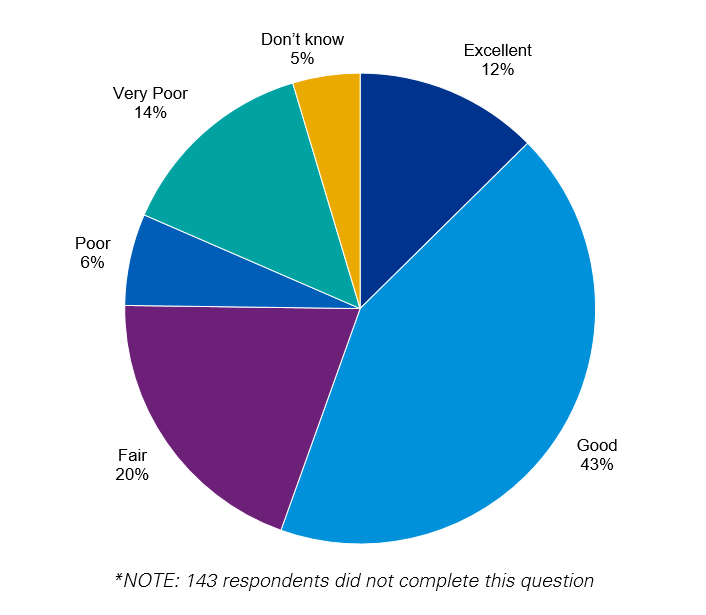 Don’t know
5%
Excellent
12%
Very Poor
14%
Poor
6%
Good
43%
Fair
20%
*NOTE: 143 respondents did not complete this question